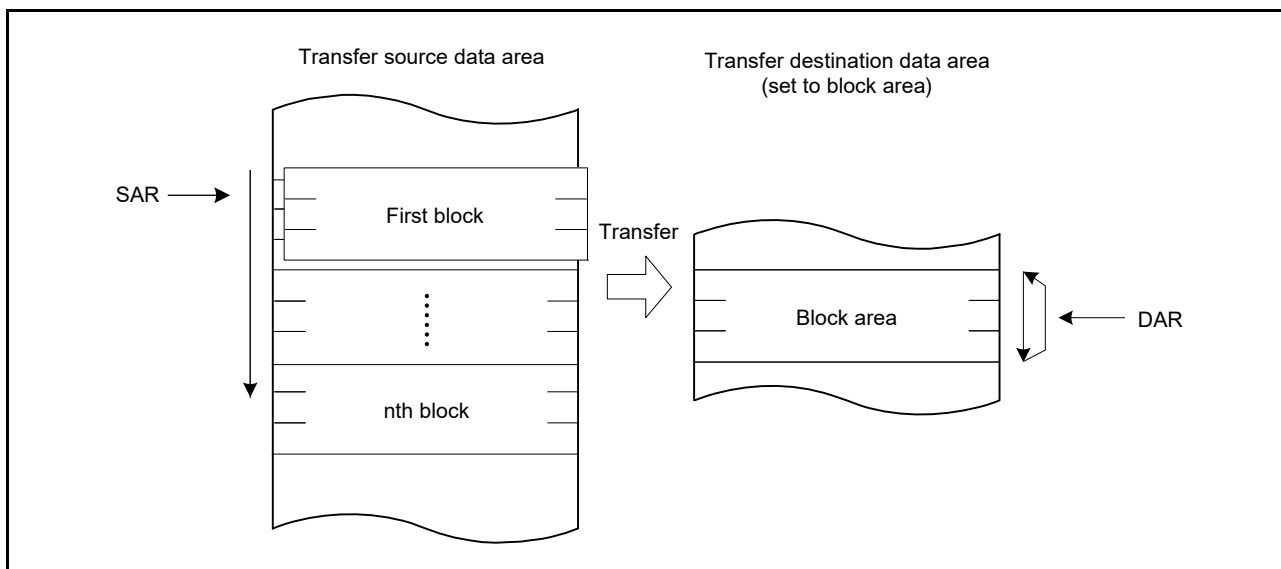 Transfer source data area
Transfer destination data area
(set to block area)
SAR
First block
Transfer
Block area
DAR
nth block